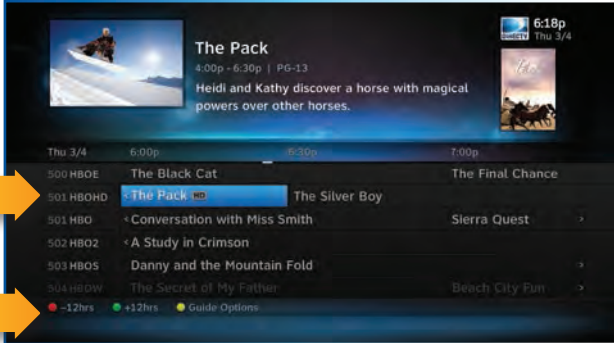 6:18p
DIRECTV Thu 3/4
The Pack
4:00p - 6:30p | PG-13
Heidi and Kathy discover a horse with magical
powers over other horses.
Thu 3/4 6:00p 6:30p 7:00p
500 HBOE The Black Cat The Final Chance
501 HBOHD <The Pack HD The Silver Boy
501 HBO <Conversation with Miss Smith Sierra Quest >
502 HBO2 <A Study in Crimson
503 HBOS Danny and the Mountain Fold >
504 HBOW The Secret of My Father Beach City Fun >
-12hrs +12hrs Guide Options